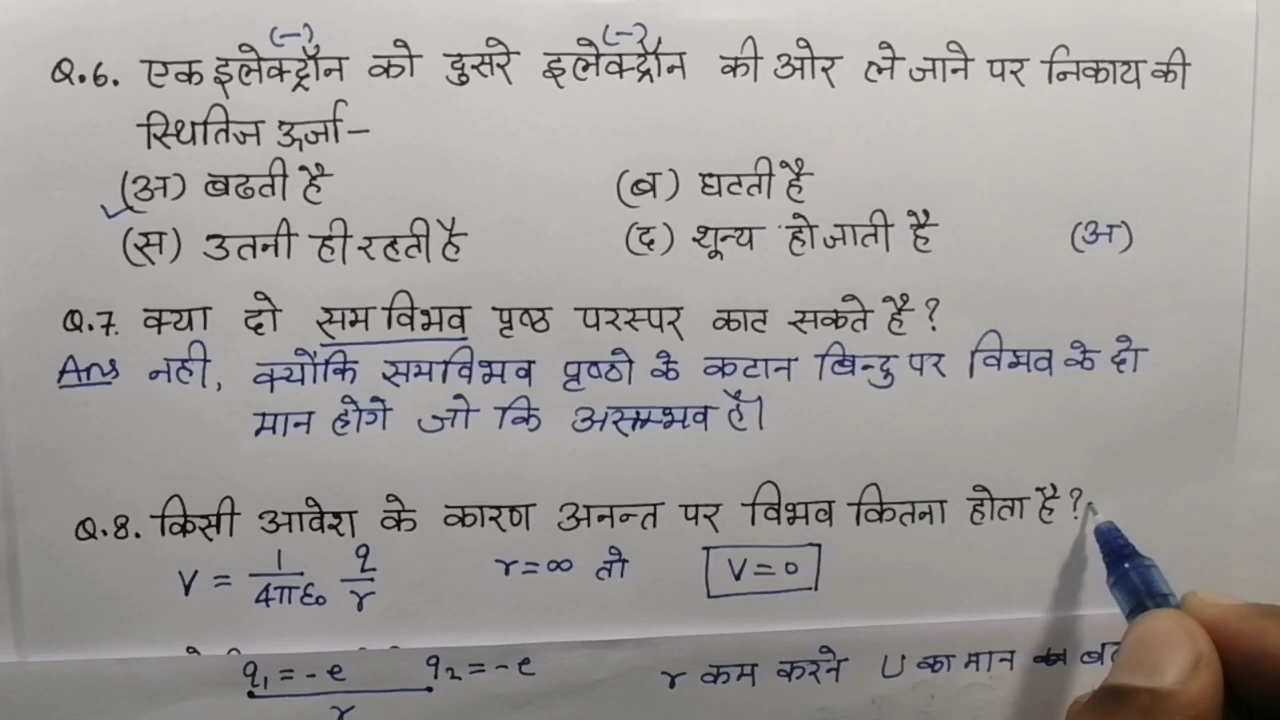 (-) (-)
Q.6. एक इलेक्ट्रॉन को दुसरे इलेक्ट्रॉन की ओर ले जाने पर निकाय की
स्थितिज ऊर्जा-
(अ) बढती है (ब) घटती है
(स) उतनी ही रहती है (द) शून्य हो जाती है (अ)
Q.7. क्या दो समविभव पृष्ठ परस्पर काट सकते है?
Ans नही, क्योंकि समविभव पृष्ठो के कटान बिन्दु पर विभव के दो
मान होगे जो कि असम्भव है।
Q.8. किसी आवेश के कारण अनन्त पर विभव कितना होता है?
V = 1/4πε₀ q/r r=∞ तो V=0
q₁=-e q₂=-e r कम करने U का मान
r